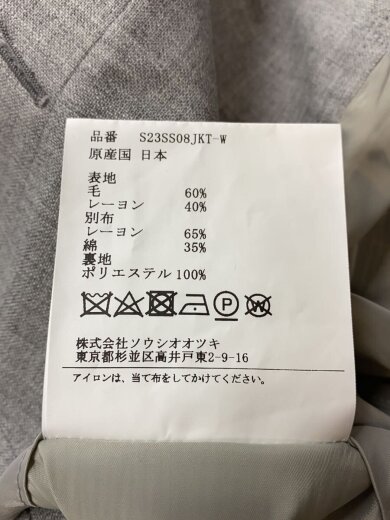 品番 S23SS08JKT-W
原産国 日本
表地
毛 60%
レーヨン 40%
別布
レーヨン 65%
綿 35%
裏地
ポリエステル 100%
P W
株式会社ソウシオオツキ
東京都杉並区高井戸東2-9-16
アイロンは、当て布をしてかけてください。